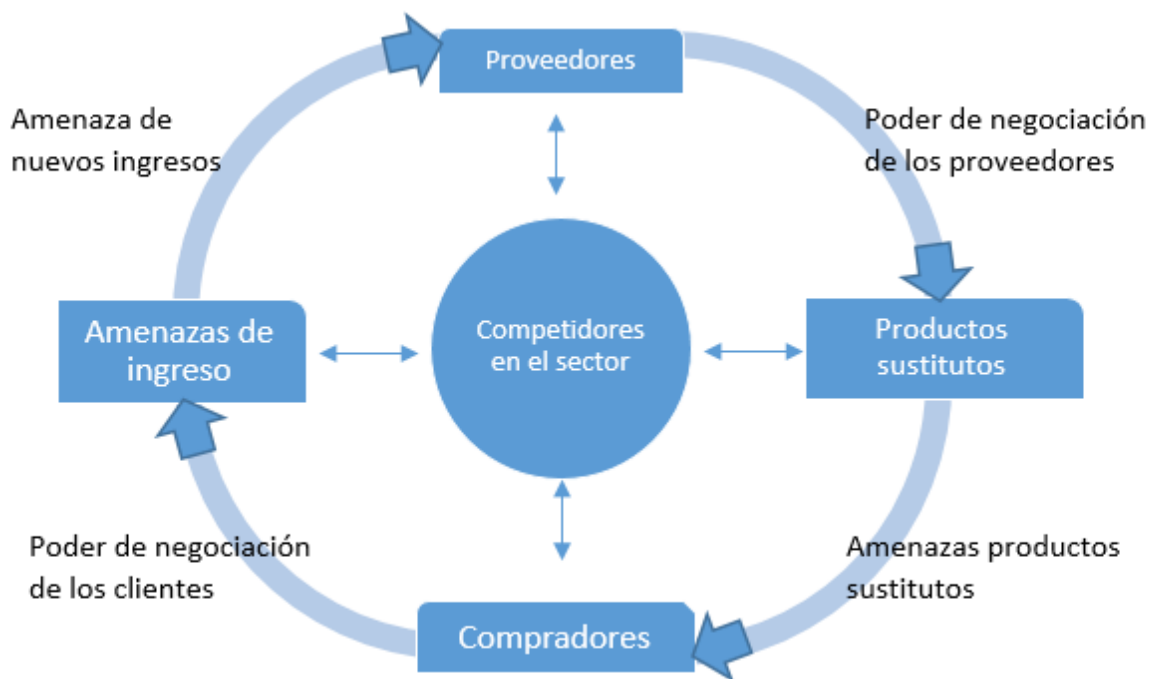 Proveedores
Amenaza de
nuevos ingresos
Poder de negociación
de los proveedores
Amenazas de
ingreso
Competidores
en el sector
Productos
sustitutos
Poder de negociación
de los clientes
Amenazas productos
sustitutos
Compradores